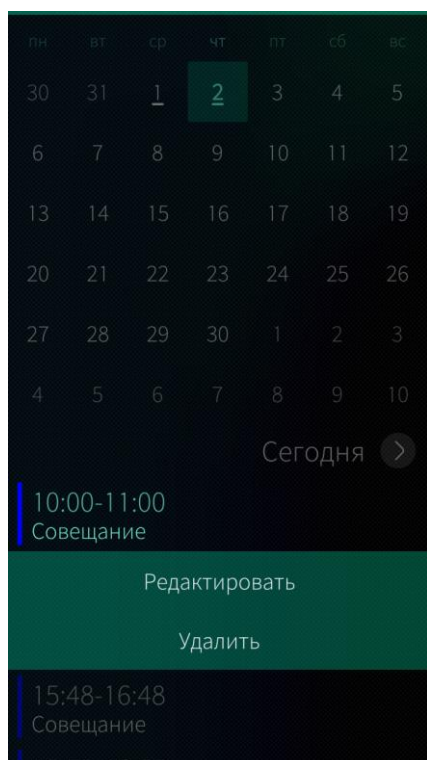 пн вт ср чт пт сб вс
30 31 1 2 3 4 5
6 7 8 9 10 11 12
13 14 15 16 17 18 19
20 21 22 23 24 25 26
27 28 29 30 1 2 3
4 5 6 7 8 9 10
Сегодня
10:00-11:00
Совещание
Редактировать
Удалить
15:48-16:48
Совещание